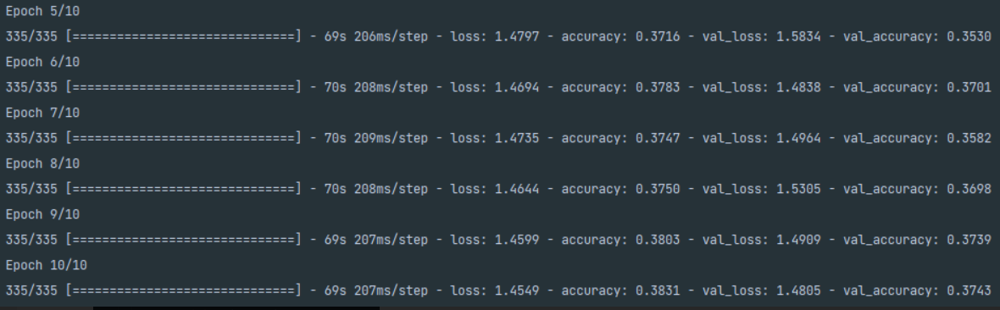 Epoch 5/10
335/335 [==============================] - 69s 206ms/step - loss: 1.4797 - accuracy: 0.3716 - val_loss: 1.5834 - val_accuracy: 0.3530
Epoch 6/10
335/335 [==============================] - 70s 208ms/step - loss: 1.4694 - accuracy: 0.3783 - val_loss: 1.4838 - val_accuracy: 0.3701
Epoch 7/10
335/335 [==============================] - 70s 209ms/step - loss: 1.4735 - accuracy: 0.3747 - val_loss: 1.4964 - val_accuracy: 0.3582
Epoch 8/10
335/335 [==============================] - 70s 208ms/step - loss: 1.4644 - accuracy: 0.3750 - val_loss: 1.5305 - val_accuracy: 0.3698
Epoch 9/10
335/335 [==============================] - 69s 207ms/step - loss: 1.4599 - accuracy: 0.3803 - val_loss: 1.4909 - val_accuracy: 0.3739
Epoch 10/10
335/335 [==============================] - 69s 207ms/step - loss: 1.4549 - accuracy: 0.3831 - val_loss: 1.4805 - val_accuracy: 0.3743